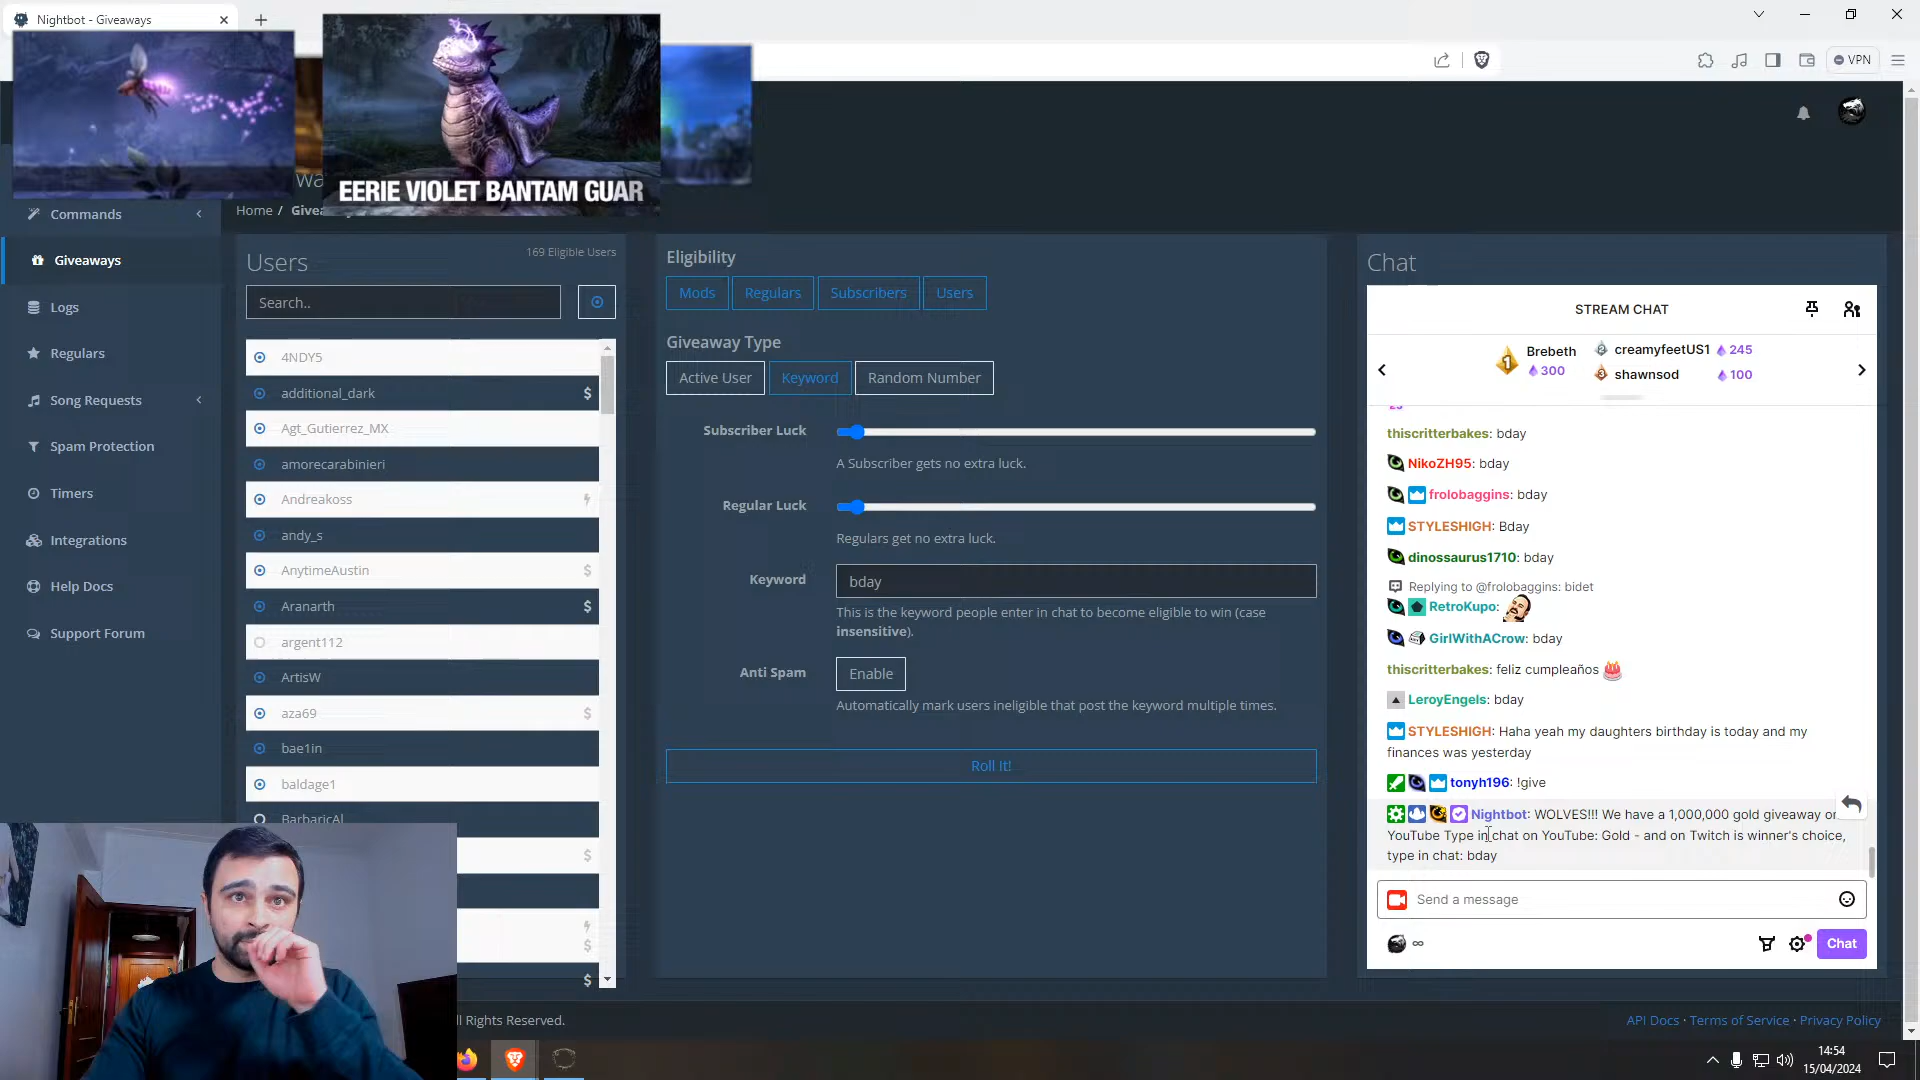 Nightbot - Giveaways
VPN
EERIE VIOLET BANTAM GUAR
wa
Home / Givea
Commands
Giveaways
Logs
Regulars
Song Requests
Spam Protection
Timers
Integrations
Help Docs
Support Forum
Users
169 Eligible Users
Search..
4NDY5
additional_dark $
Agt_Gutierrez_MX
amorecarabinieri
Andreakoss
andy_s
AnytimeAustin $
Aranarth $
argent112
ArtisW
aza69 $
bae1in
baldage1
BarbaricAl
$
$
$
Eligibility
Mods Regulars Subscribers Users
Giveaway Type
Active User Keyword Random Number
Subscriber Luck
A Subscriber gets no extra luck.
Regular Luck
Regulars get no extra luck.
Keyword bday
This is the keyword people enter in chat to become eligible to win (case
insensitive).
Anti Spam Enable
Automatically mark users ineligible that post the keyword multiple times.
Roll It!
Chat
STREAM CHAT
1 Brebeth 300
2 creamyfeetUS1 245
3 shawnsod 100
thiscritterbakes: bday
NikoZH95: bday
frolobaggins: bday
STYLESHIGH: Bday
dinossaurus1710: bday
Replying to @frolobaggins: bidet
RetroKupo:
GirlWithACrow: bday
thiscritterbakes: feliz cumpleaños
LeroyEngels: bday
STYLESHIGH: Haha yeah my daughters birthday is today and my
finances was yesterday
tonyh196: !give
Nightbot: WOLVES!!! We have a 1,000,000 gold giveaway on
YouTube Type in chat on YouTube: Gold - and on Twitch is winner's choice,
type in chat: bday
Send a message
∞
Chat
ll Rights Reserved.
API Docs · Terms of Service · Privacy Policy
14:54
15/04/2024